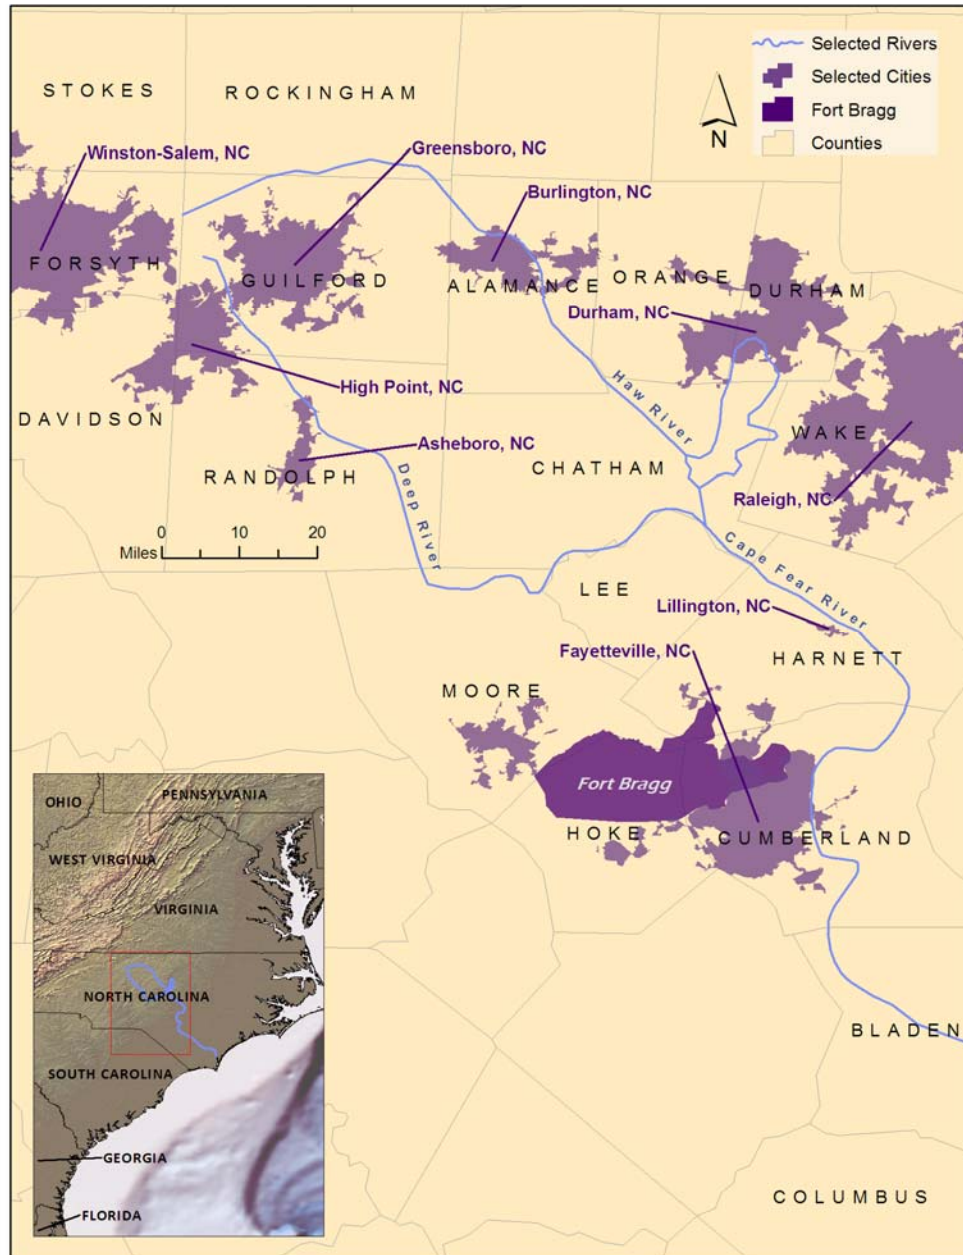 Selected Rivers
Selected Cities
Fort Bragg
Counties
N
STOKES
ROCKINGHAM
Winston-Salem, NC
Greensboro, NC
Burlington, NC
FORSYTH
GUILFORD
ALAMANCE
ORANGE
DURHAM
Durham, NC
High Point, NC
Haw River
DAVIDSON
WAKE
Asheboro, NC
RANDOLPH
Deep River
CHATHAM
Raleigh, NC
0 10 20
Miles
Cape Fear River
LEE
Lillington, NC
Fayetteville, NC
HARNETT
MOORE
Fort Bragg
HOKE
CUMBERLAND
OHIO
PENNSYLVANIA
WEST VIRGINIA
VIRGINIA
NORTH CAROLINA
SOUTH CAROLINA
GEORGIA
FLORIDA
BLADEN
COLUMBUS